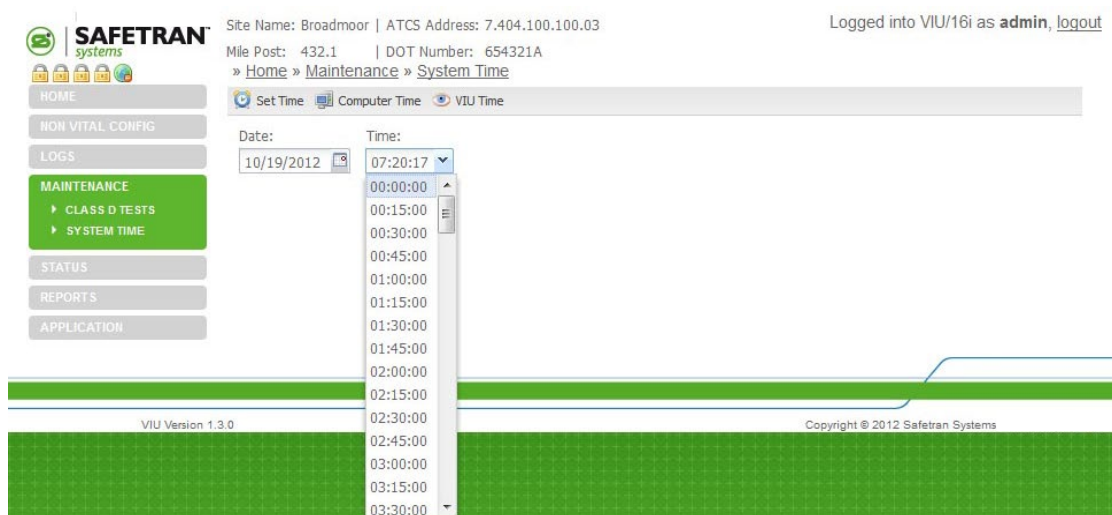 SAFETRAN
systems
Site Name: Broadmoor | ATCS Address: 7.404.100.100.03
Mile Post: 432.1 | DOT Number: 654321A
» Home » Maintenance » System Time
Logged into VIU/16i as admin, logout
HOME
NON VITAL CONFIG
LOGS
MAINTENANCE
CLASS D TESTS
SYSTEM TIME
STATUS
REPORTS
APPLICATION
Set Time Computer Time VIU Time
Date: Time:
10/19/2012 07:20:17
00:00:00
00:15:00
00:30:00
00:45:00
01:00:00
01:15:00
01:30:00
01:45:00
02:00:00
02:15:00
02:30:00
02:45:00
03:00:00
03:15:00
03:30:00
VIU Version 1.3.0
Copyright © 2012 Safetran Systems